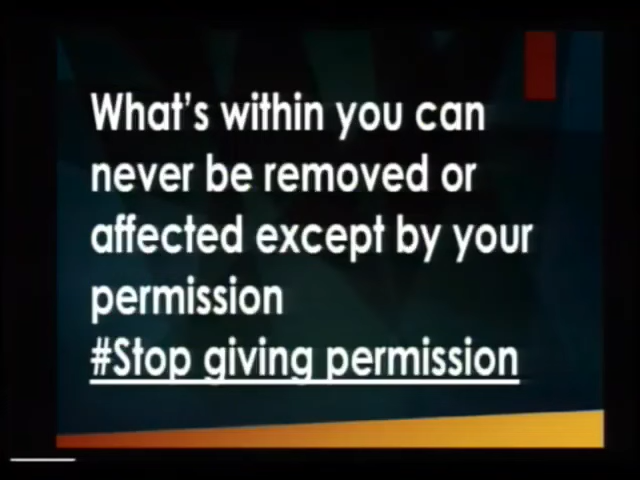 What's within you can
never be removed or
affected except by your
permission
#Stop giving permission